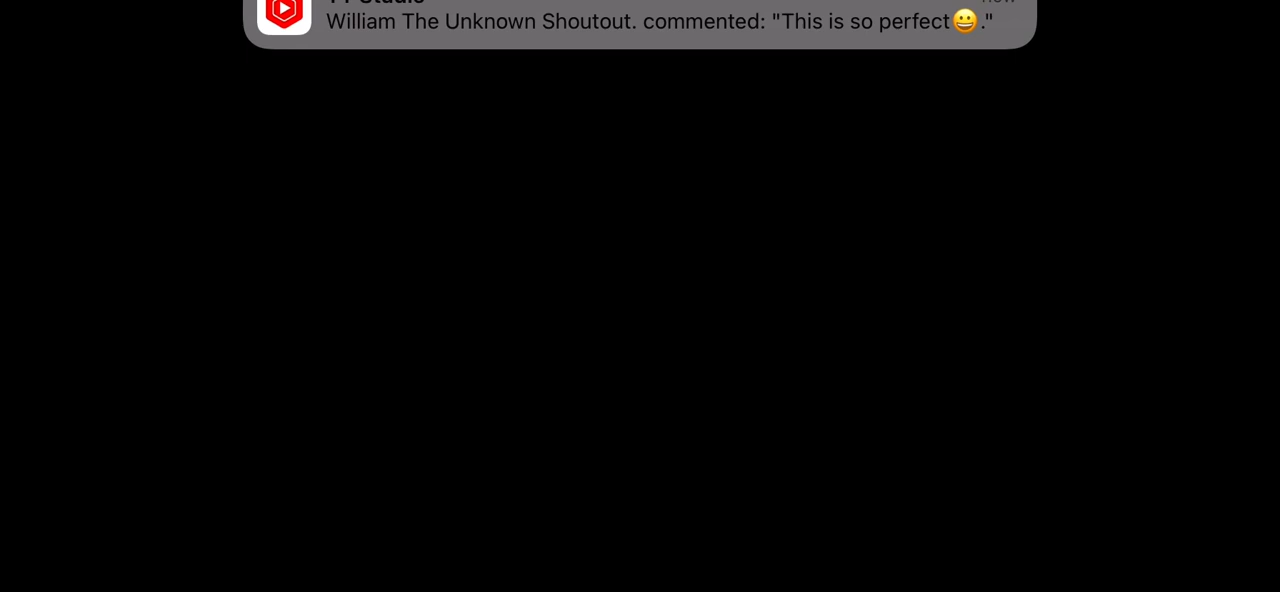 William The Unknown Shoutout. commented: "This is so perfect😀."